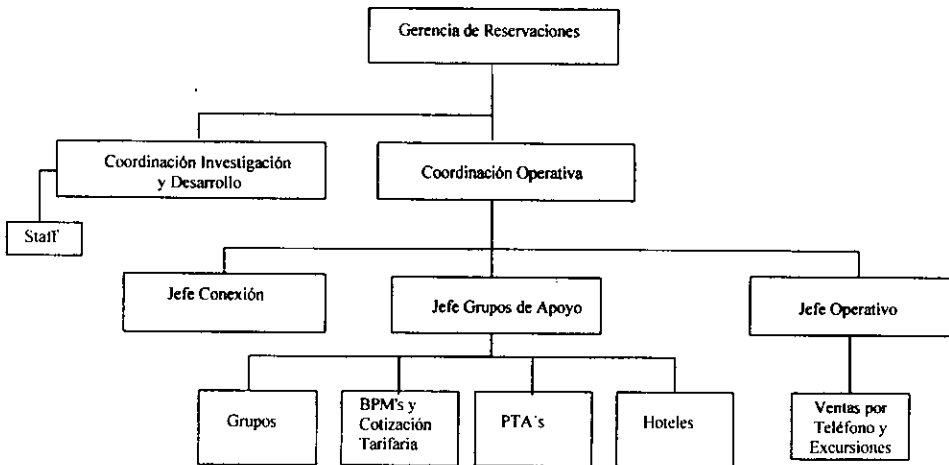 Gerencia de Reservaciones
Coordinación Investigación
y Desarrollo
Coordinación Operativa
Staff
Jefe Conexión
Jefe Grupos de Apoyo
Jefe Operativo
Grupos
BPM's y
Cotización
Tarifaria
PTA's
Hoteles
Ventas por
Teléfono y
Excursiones